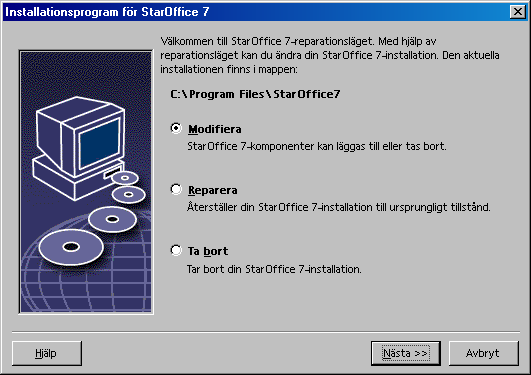 Installationsprogram för StarOffice 7
Välkommen till StarOffice 7-reparationsläget. Med hjälp av
reparationsläget kan du ändra din StarOffice 7-installation. Den aktuella
installationen finns i mappen:
C:\Program Files\StarOffice7
Modifiera
StarOffice 7-komponenter kan läggas till eller tas bort.
Reparera
Återställer din StarOffice 7-installation till ursprungligt tillstånd.
Ta bort
Tar bort din StarOffice 7-installation.
Hjälp
Nästa >>
Avbryt